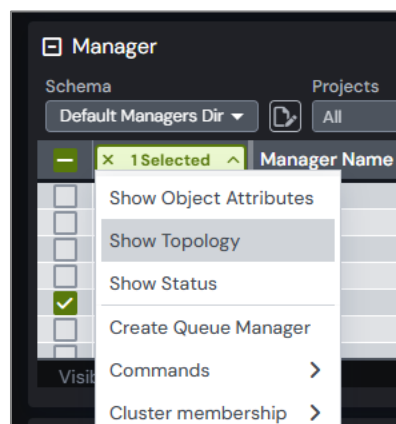 Manager
Schema
Projects
Default Managers Dir
All
1 Selected
Manager Name
Show Object Attributes
Show Topology
Show Status
Create Queue Manager
Commands
Visib
Cluster membership